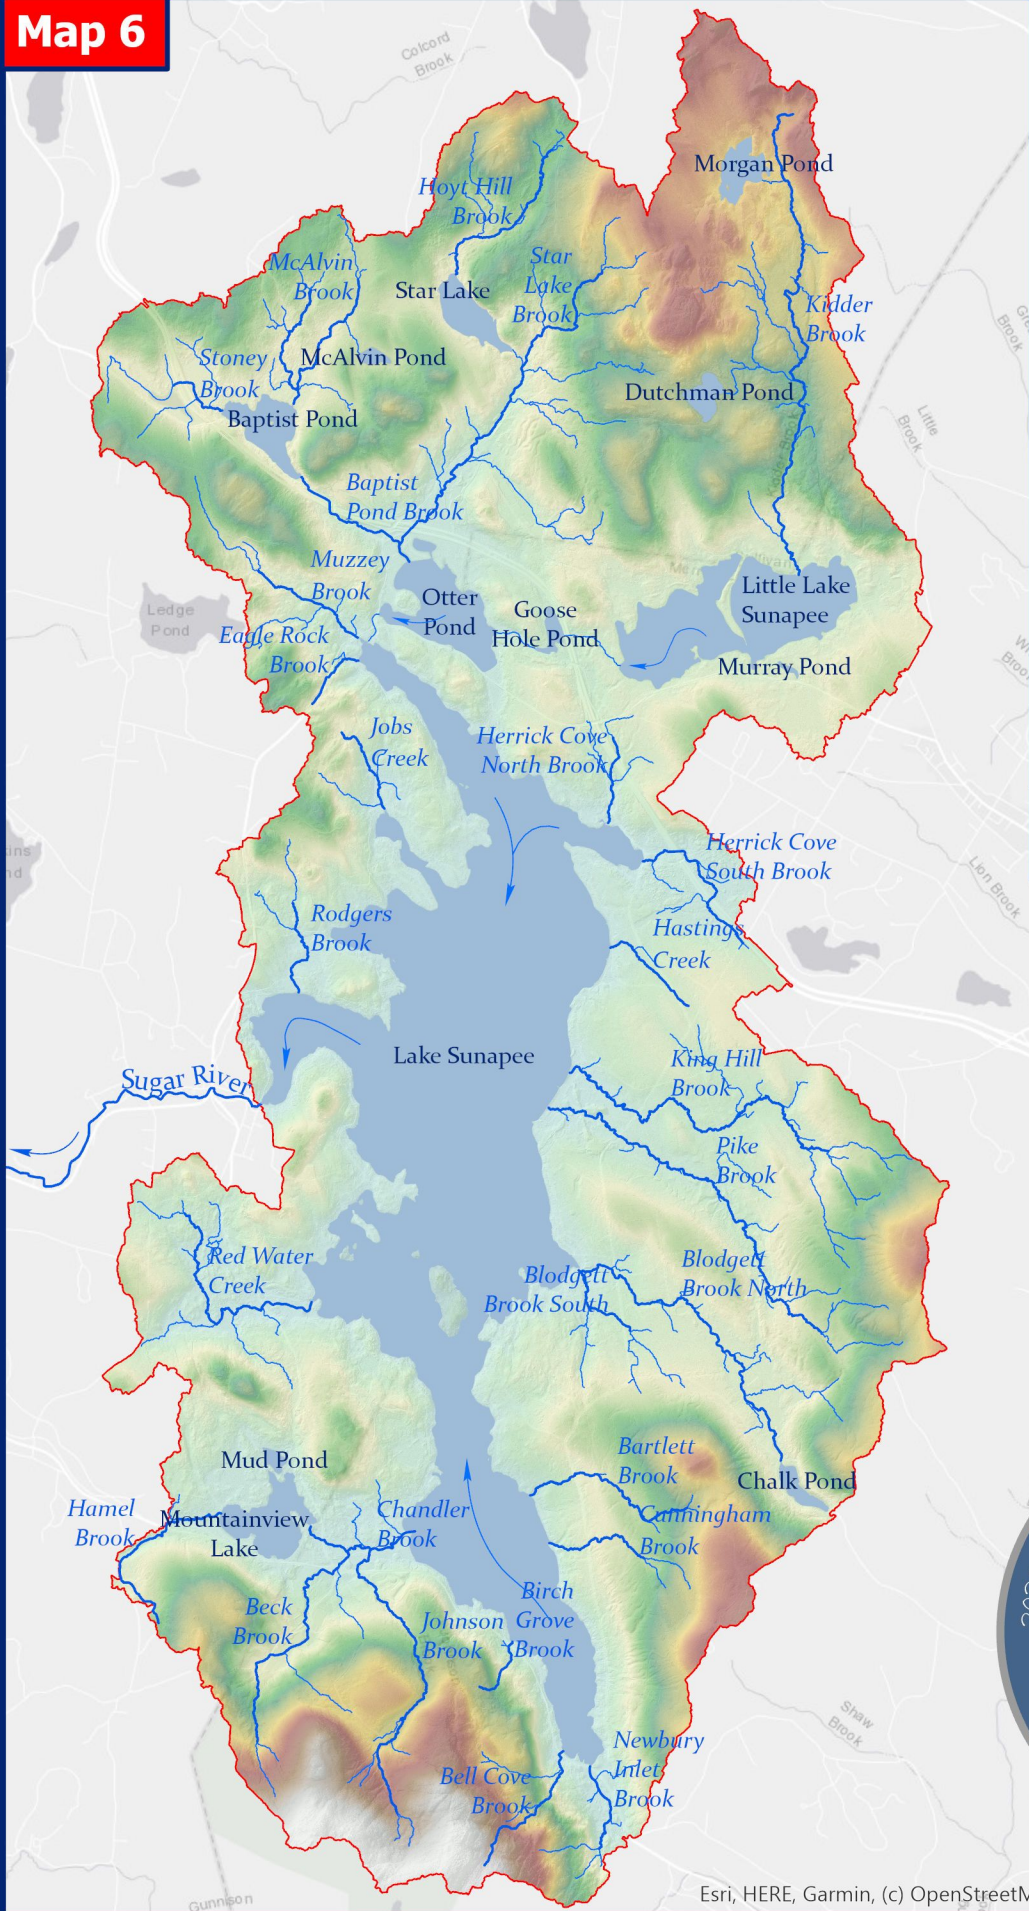 Map 6
Colcord
Brook
Morgan Pond
Hoyt Hill
Brook
McAlvin
Brook
Star Lake
Star
Lake
Brook
Kidder
Brook
Stoney
Brook
McAlvin Pond
Dutchman Pond
Baptist Pond
Little
Brook
Baptist
Pond Brook
Muzzey
Brook
Otter
Pond
Goose
Hole Pond
Little Lake
Sunapee
Ledge
Pond
Eagle Rock
Brook
Murray Pond
Jobs
Creek
Herrick Cove
North Brook
Herrick Cove
South Brook
Lion Brook
Rodgers
Brook
Hastings
Creek
Lake Sunapee
King Hill
Brook
Sugar River
Pike
Brook
Red Water
Creek
Blodgett
Brook South
Blodgett
Brook North
Mud Pond
Bartlett
Brook
Chalk Pond
Hamel
Brook
Mountainview
Lake
Chandler
Brook
Cunningham
Brook
Beck
Brook
Johnson
Brook
Birch
Grove
Brook
Shaw
Brook
Newbury
Inlet
Brook
Bell Cove
Brook
Gunnison
Esri, HERE, Garmin, (c) OpenStreetM